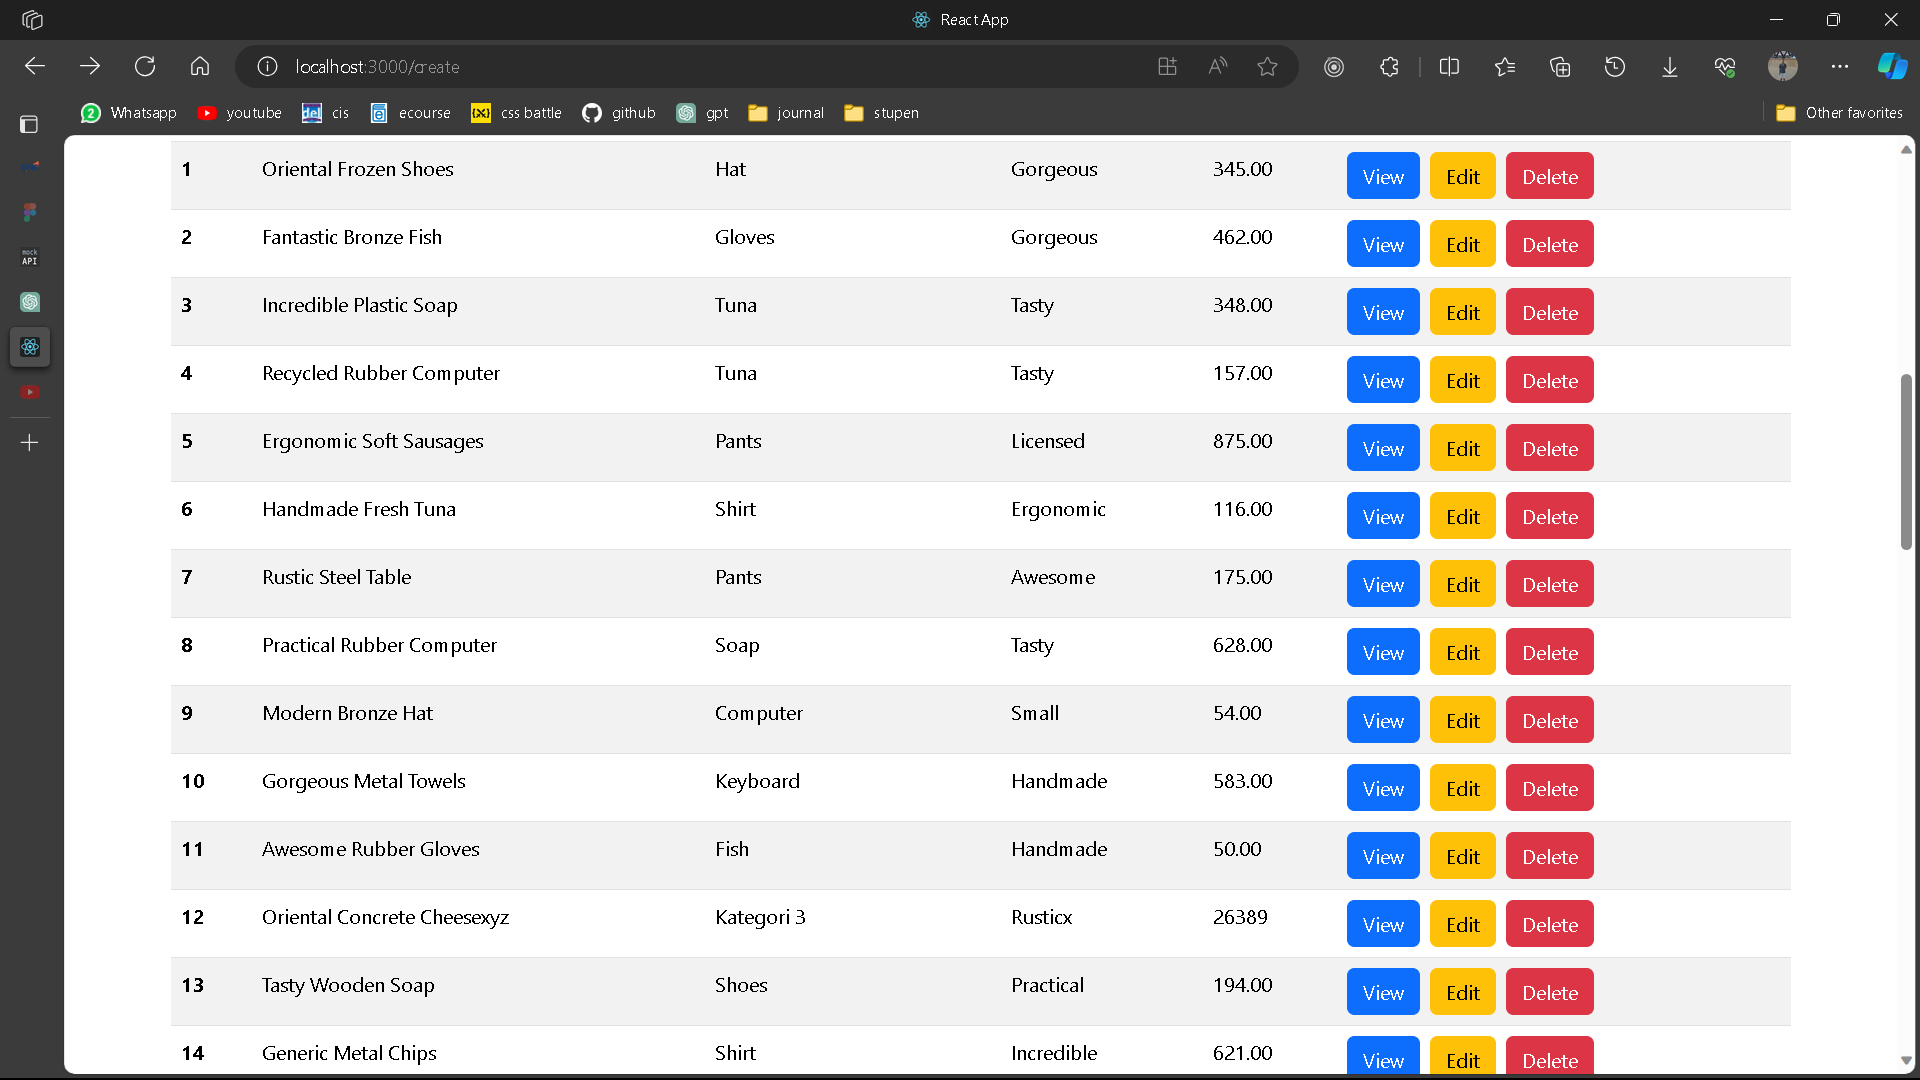 React App
localhost:3000/create
Whatsapp youtube cis ecourse css battle github gpt journal stupen Other favorites
1 Oriental Frozen Shoes Hat Gorgeous 345.00 View Edit Delete
2 Fantastic Bronze Fish Gloves Gorgeous 462.00 View Edit Delete
3 Incredible Plastic Soap Tuna Tasty 348.00 View Edit Delete
4 Recycled Rubber Computer Tuna Tasty 157.00 View Edit Delete
5 Ergonomic Soft Sausages Pants Licensed 875.00 View Edit Delete
6 Handmade Fresh Tuna Shirt Ergonomic 116.00 View Edit Delete
7 Rustic Steel Table Pants Awesome 175.00 View Edit Delete
8 Practical Rubber Computer Soap Tasty 628.00 View Edit Delete
9 Modern Bronze Hat Computer Small 54.00 View Edit Delete
10 Gorgeous Metal Towels Keyboard Handmade 583.00 View Edit Delete
11 Awesome Rubber Gloves Fish Handmade 50.00 View Edit Delete
12 Oriental Concrete Cheesexyz Kategori 3 Rusticx 26389 View Edit Delete
13 Tasty Wooden Soap Shoes Practical 194.00 View Edit Delete
14 Generic Metal Chips Shirt Incredible 621.00 View Edit Delete